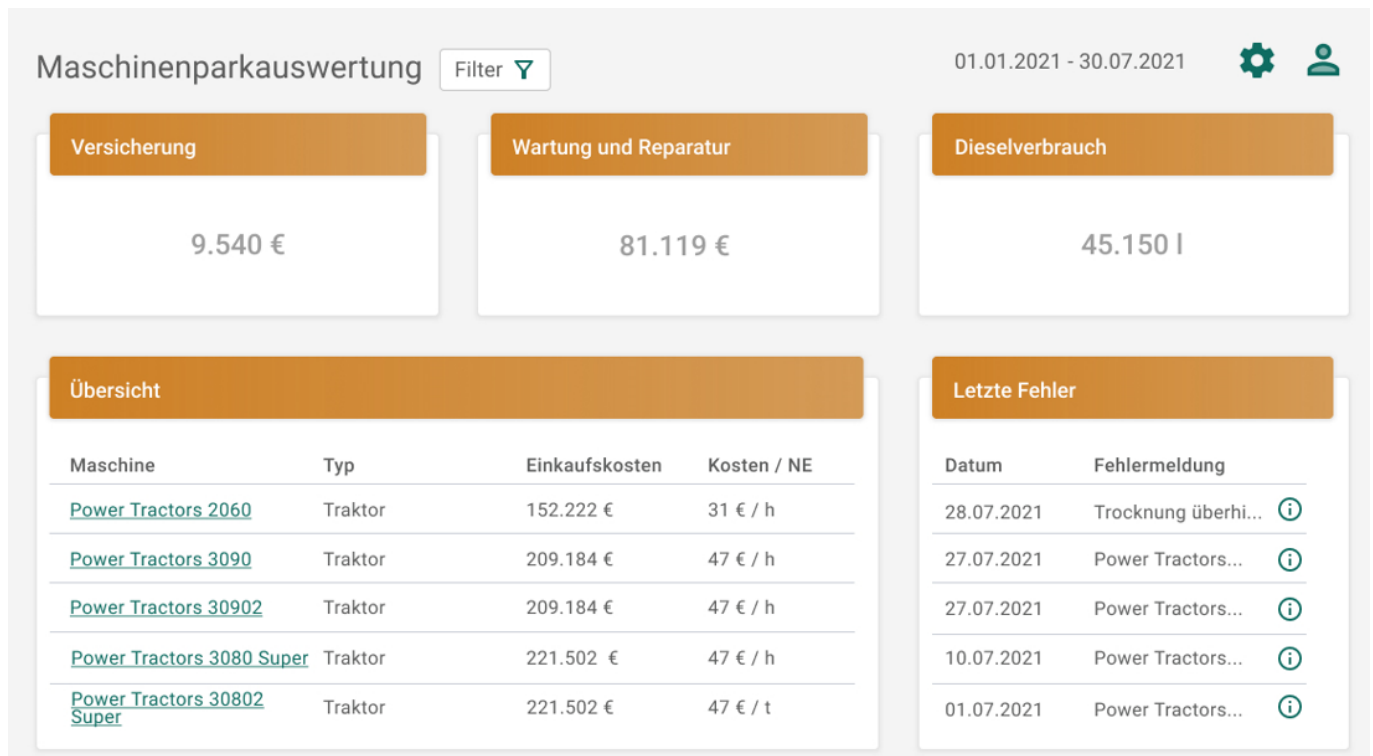 Maschinenparkauswertung Filter 01.01.2021 - 30.07.2021
Versicherung
9.540 €
Wartung und Reparatur
81.119 €
Dieselverbrauch
45.150 l
Übersicht
Maschine Typ Einkaufskosten Kosten / NE
Power Tractors 2060 Traktor 152.222 € 31 € / h
Power Tractors 3090 Traktor 209.184 € 47 € / h
Power Tractors 30902 Traktor 209.184 € 47 € / h
Power Tractors 3080 Super Traktor 221.502 € 47 € / h
Power Tractors 30802
Super Traktor 221.502 € 47 € / t
Letzte Fehler
Datum Fehlermeldung
28.07.2021 Trocknung überhi...
27.07.2021 Power Tractors...
27.07.2021 Power Tractors...
10.07.2021 Power Tractors...
01.07.2021 Power Tractors...